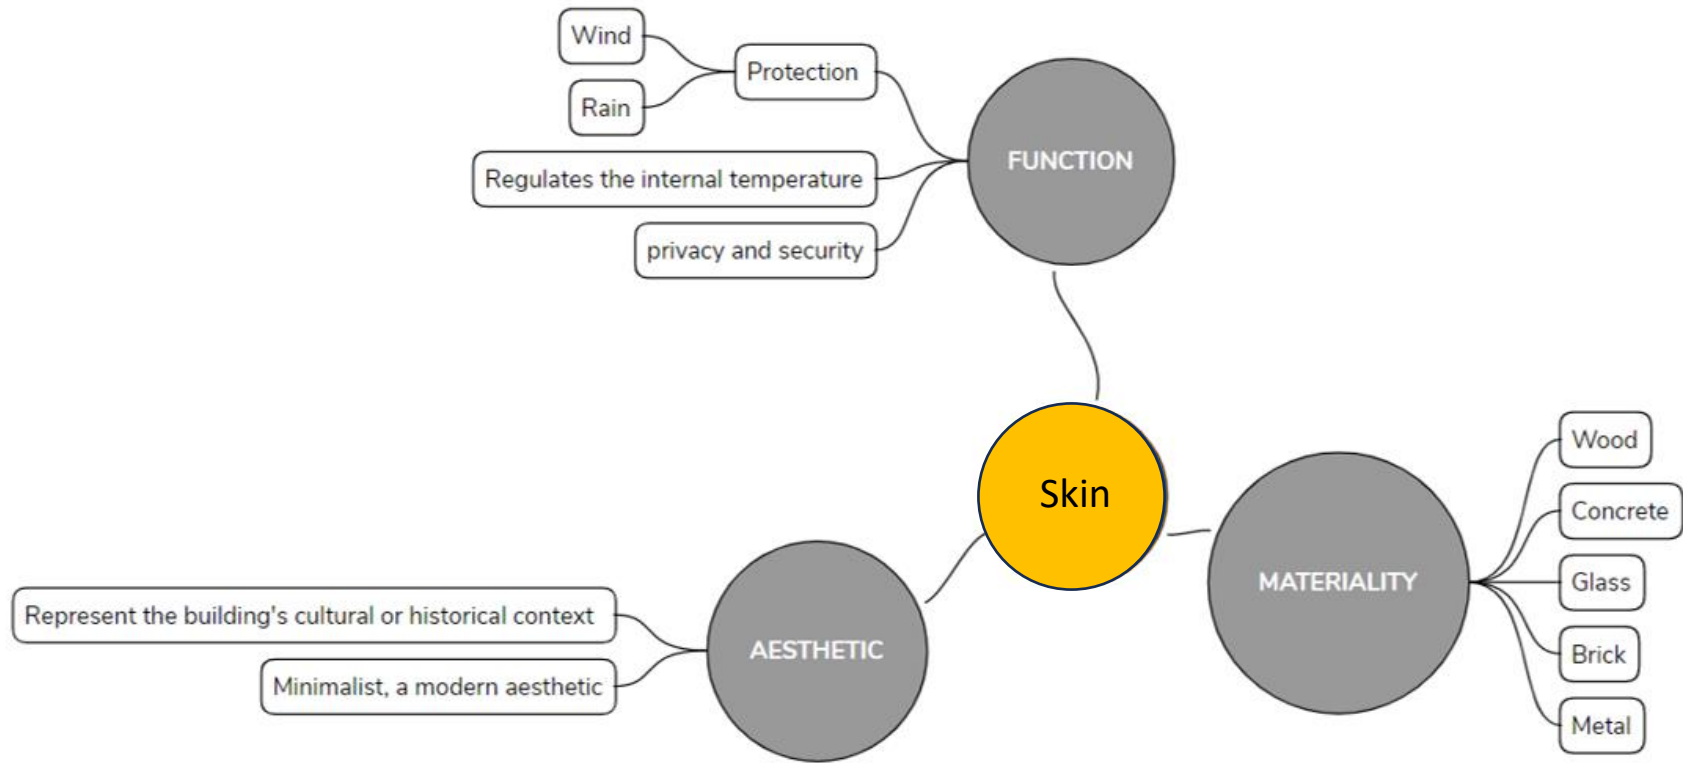 Wind
Protection
Rain
Regulates the internal temperature
privacy and security
FUNCTION
Skin
Wood
Concrete
Glass
Brick
Metal
MATERIALITY
Represent the building's cultural or historical context
Minimalist, a modern aesthetic
AESTHETIC